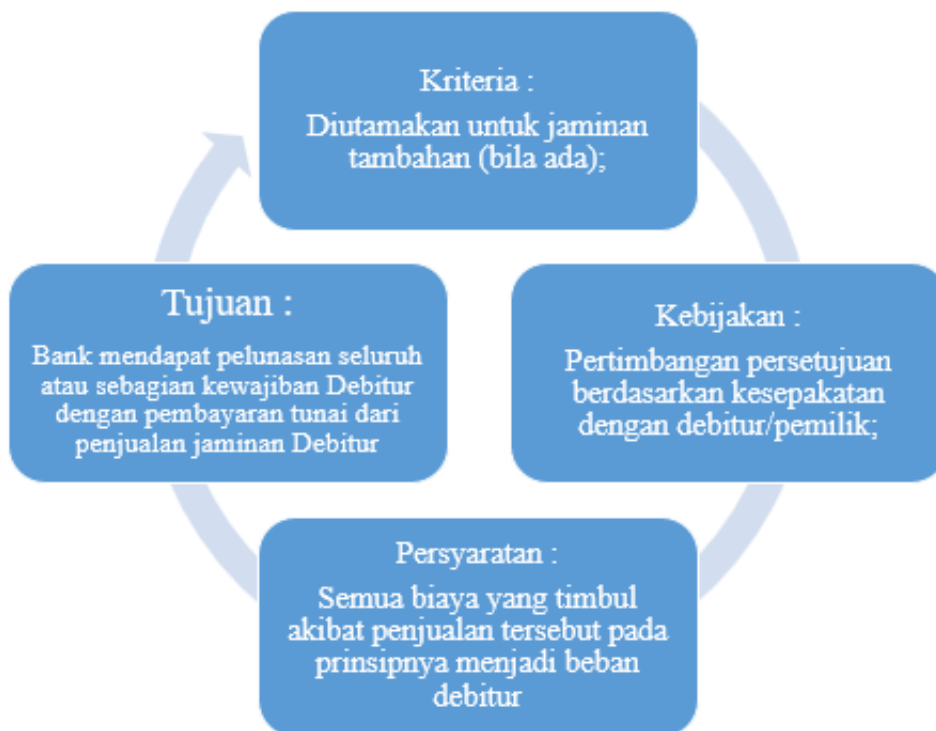 Kriteria :
Diutamakan untuk jaminan
tambahan (bila ada);
Kebijakan :
Pertimbangan persetujuan
berdasarkan kesepakatan
dengan debitur/pemilik;
Persyaratan :
Semua biaya yang timbul
akibat penjualan tersebut pada
prinsipnya menjadi beban
debitur
Tujuan :
Bank mendapat pelunasan seluruh
atau sebagian kewajiban Debitur
dengan pembayaran tunai dari
penjualan jaminan Debitur